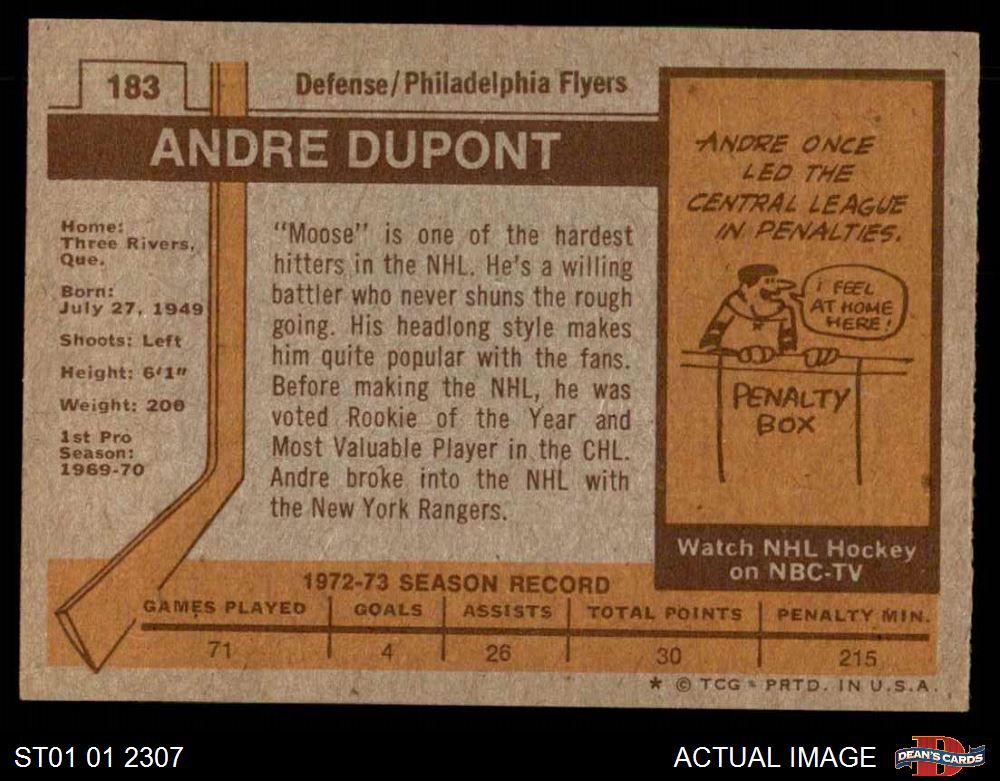 183
Defense/Philadelphia Flyers
ANDRE DUPONT
Home:
Three Rivers,
Que.
Born:
July 27, 1949
Shoots: Left
Height: 6'1"
Weight: 200
1st Pro
Season:
1969-70
"Moose" is one of the hardest
hitters in the NHL. He's a willing
battler who never shuns the rough
going. His headlong style makes
him quite popular with the fans.
Before making the NHL, he was
voted Rookie of the Year and
Most Valuable Player in the CHL.
Andre broke into the NHL with
the New York Rangers.
ANDRE ONCE
LED THE
CENTRAL LEAGUE
IN PENALTIES.
I FEEL
AT HOME
HERE!
PENALTY
BOX
Watch NHL Hockey
on NBC-TV
1972-73 SEASON RECORD
GAMES PLAYED GOALS ASSISTS TOTAL POINTS PENALTY MIN.
71 4 26 30 215
* © TCG • PRTD. IN U.S.A.
ST01 01 2307
ACTUAL IMAGE
D
DEAN'S CARDS